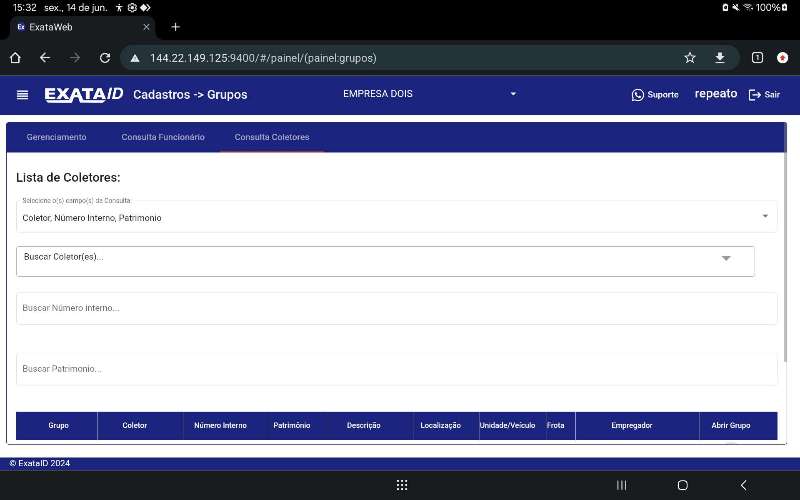 15:32 sex., 14 de jun. 100%
Ex ExataWeb
144.22.149.125:9400/#/painel/(painel:grupos) 1
EXATAID Cadastros -> Grupos EMPRESA DOIS Suporte repeato Sair
Gerenciamento Consulta Funcionário Consulta Coletores
Lista de Coletores:
Selecione o(s) campo(s) da Consulta
Coletor, Número Interno, Patrimonio
Buscar Coletor(es)...
Buscar Número interno...
Buscar Patrimonio...
Grupo Coletor Número Interno Patrimônio Descrição Localização Unidade/Veículo Frota Empregador Abrir Grupo
© ExataID 2024